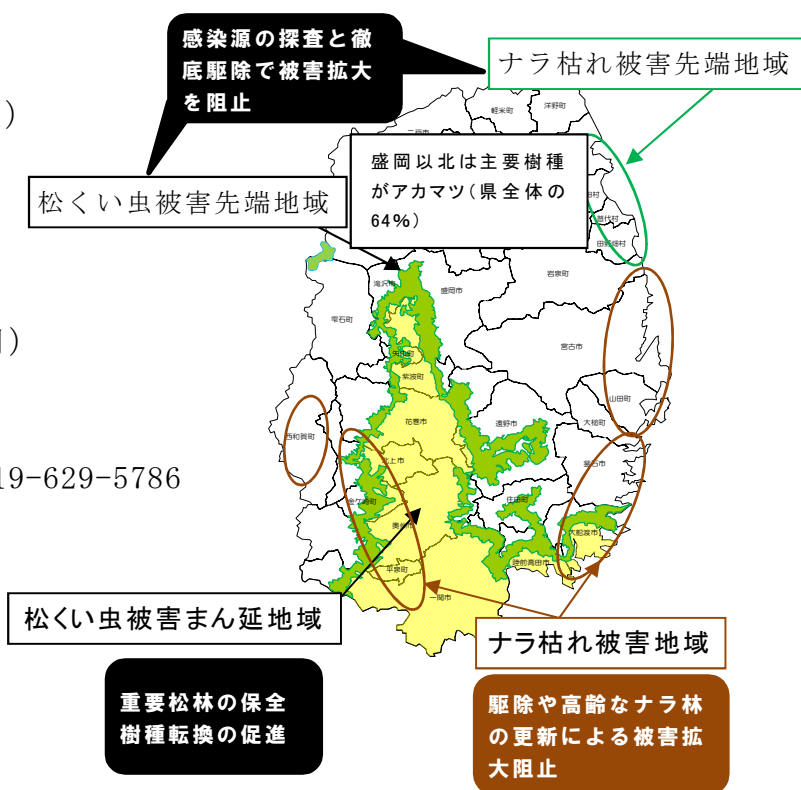 感染源の探査と徹
底駆除で被害拡大
を阻止
ナラ枯れ被害先端地域
)
軽米町
洋野町
盛岡以北は主要樹種
がアカマツ(県全体の
64%)
松くい虫被害先端地域
普代村
田野畑村
岩泉町
滝沢市
盛岡市
雫石町
)
宮古市
矢巾町
紫波町
山田町
花巻市
遠野市
大槌町
西和賀町
北上市
釜石市
19-629-5786
金ケ崎町
住田町
奥州市
大船渡市
陸前高田市
平泉町
一関市
松くい虫被害まん延地域
ナラ枯れ被害地域
重要松林の保全
樹種転換の促進
駆除や高齢なナラ林
の更新による被害拡
大阻止